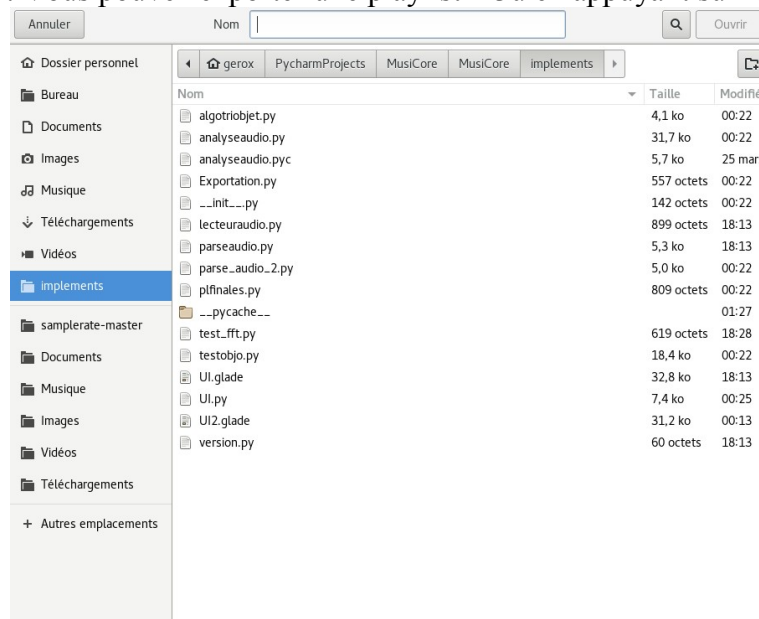 Annuler Nom Ouvrir
Dossier personnel
Bureau
Documents
Images
Musique
Téléchargements
Vidéos
implements
samplerate-master
Documents
Musique
Images
Vidéos
Téléchargements
+ Autres emplacements
gerox PycharmProjects MusiCore MusiCore implements
Nom Taille Modifié
algotriobjet.py 4,1 ko 00:22
analyseaudio.py 31,7 ko 00:22
analyseaudio.pyc 5,7 ko 25 mar
Exportation.py 557 octets 00:22
__init__.py 142 octets 00:22
lecteuraudio.py 899 octets 18:13
parseaudio.py 5,3 ko 18:13
parse_audio_2.py 5,0 ko 00:22
plfinales.py 809 octets 00:22
__pycache__ 01:27
test_fft.py 619 octets 18:28
testobjo.py 18,4 ko 00:22
UI.glade 32,8 ko 18:13
UI.py 7,4 ko 00:25
UI2.glade 31,2 ko 00:13
version.py 60 octets 18:13